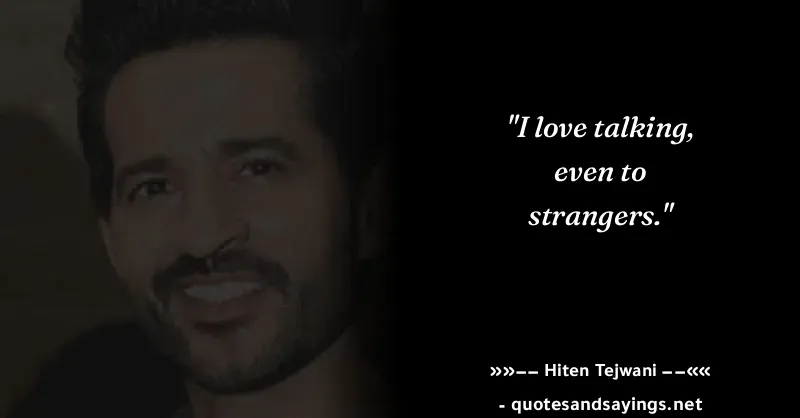 "I love talking,
even to
strangers."
»»–– Hiten Tejwani ––««
- quotesandsayings.net